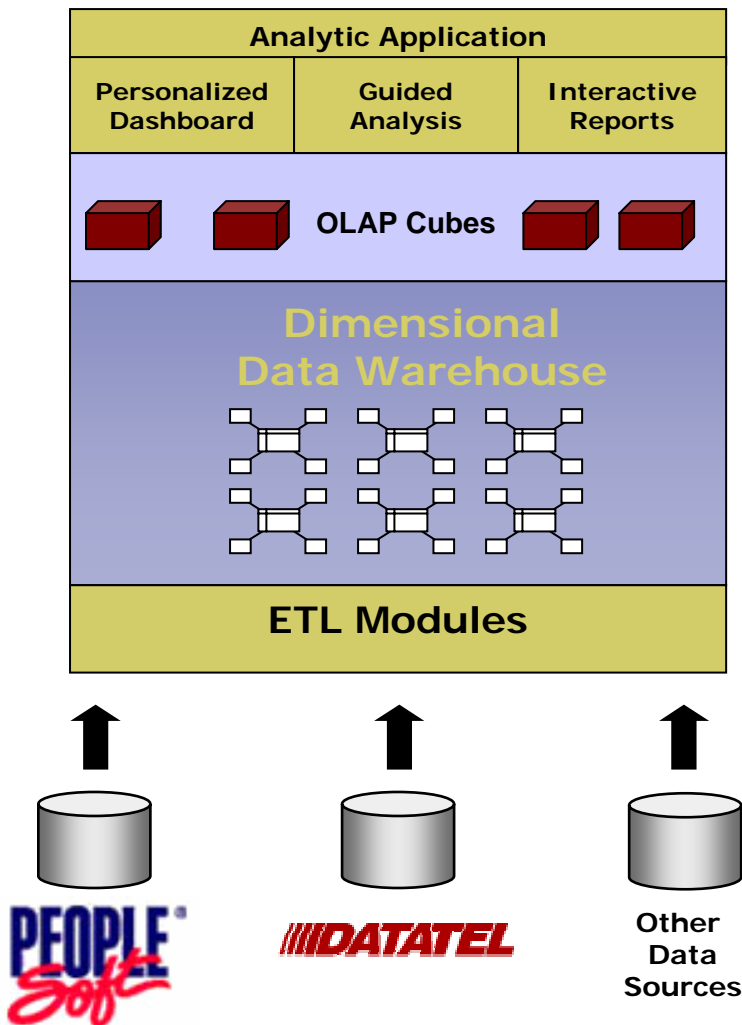 Analytic Application
Personalized
Dashboard
Guided
Analysis
Interactive
Reports
OLAP Cubes
Dimensional
Data Warehouse
ETL Modules
PEOPLE®
Soft
DATATEL
Other
Data
Sources